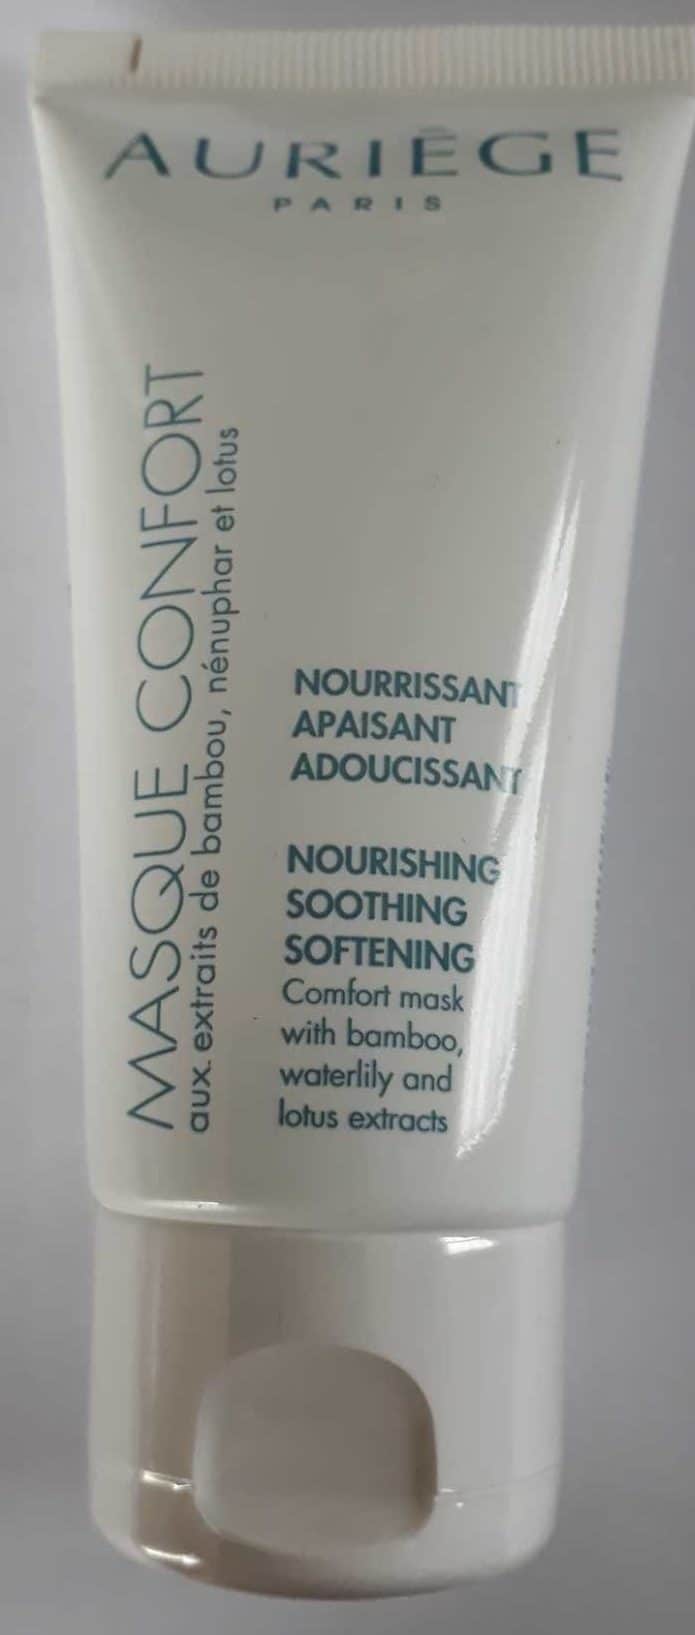 AURIÈGE
PARIS
MASQUE CONFORT
aux extraits de bambou, nénuphar et lotus
NOURRISSANT
APAISANT
ADOUCISSANT
NOURISHING
SOOTHING
SOFTENING
Comfort mask
with bamboo,
waterlily and
lotus extracts